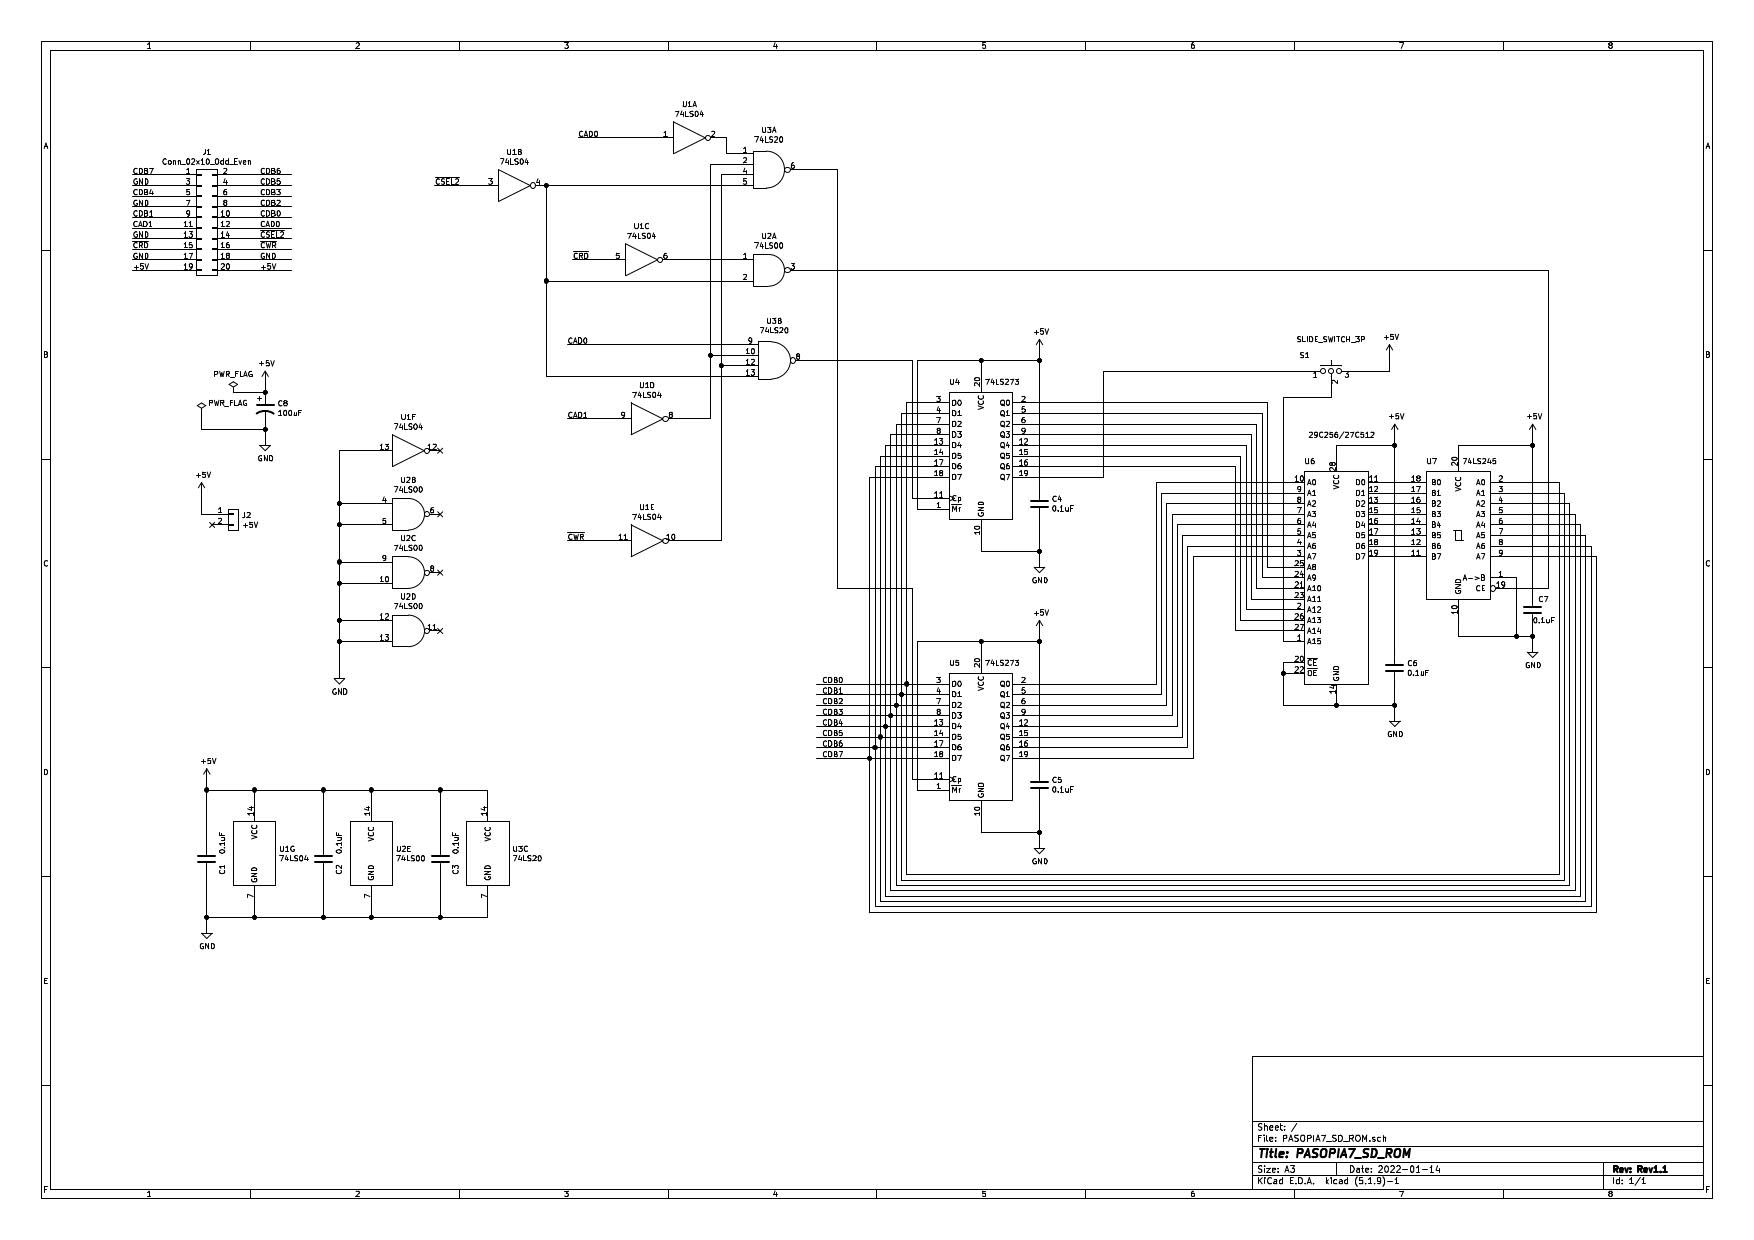 1 2 3 4 5 6 7 8
A A
B B
C C
D D
E E
F F
1 2 3 4 5 6 7 8
J1
Conn_02x10_Odd_Even
CDB7 1 2 CDB6
GND 3 4 CDB5
CDB4 5 6 CDB3
GND 7 8 CDB2
CDB1 9 10 CDB0
CAD1 11 12 CAD0
GND 13 14 CSEL2
CRD 15 16 CWR
GND 17 18 GND
+5V 19 20 +5V
U1A
74LS04
CAD0 1 2
U1B
74LS04
CSEL2 3 4
U3A
74LS20
1
2
4
5
6
U1C
74LS04
CRD 5 6
U2A
74LS00
1
2
3
U3B
74LS20
CAD0 9
10
12
13
8
U1D
74LS04
CAD1 9 8
U1E
74LS04
CWR 11 10
+5V
PWR_FLAG
PWR_FLAG
+
C8
100uF
GND
+5V
1
2
J2
+5V
U1F
74LS04
13 12
U2B
74LS00
4
5
6
U2C
74LS00
9
10
8
U2D
74LS00
12
13
11
GND
+5V
C1 0.1uF
14 VCC
GND 7
U1G
74LS04
C2 0.1uF
14 VCC
GND 7
U2E
74LS00
C3 0.1uF
14 VCC
GND 7
U3C
74LS20
GND
+5V
U4 20 74LS273
VCC
3 D0 Q0 2
4 D1 Q1 5
7 D2 Q2 6
8 D3 Q3 9
13 D4 Q4 12
14 D5 Q5 15
17 D6 Q6 16
18 D7 Q7 19
11 Cp
1 Mr
GND
10
C4
0.1uF
GND
+5V
U5 20 74LS273
VCC
CDB0 3 D0 Q0 2
CDB1 4 D1 Q1 5
CDB2 7 D2 Q2 6
CDB3 8 D3 Q3 9
CDB4 13 D4 Q4 12
CDB5 14 D5 Q5 15
CDB6 17 D6 Q6 16
CDB7 18 D7 Q7 19
11 Cp
1 Mr
GND
10
C5
0.1uF
GND
SLIDE_SWITCH_3P
S1
1 2 3
+5V
+5V
29C256/27C512
U6 28
VCC
10 A0 D0 11
9 A1 D1 12
8 A2 D2 13
7 A3 D3 15
6 A4 D4 16
5 A5 D5 17
4 A6 D6 18
3 A7 D7 19
25 A8
24 A9
21 A10
23 A11
2 A12
26 A13
27 A14
1 A15
20 CE
22 OE
GND
14
C6
0.1uF
GND
+5V
U7 20 74LS245
VCC
18 B0 A0 2
17 B1 A1 3
16 B2 A2 4
15 B3 A3 5
14 B4 A4 6
13 B5 A5 7
12 B6 A6 8
11 B7 A7 9
A->B 1
CE 19
GND
10
C7
0.1uF
GND
Sheet: /
File: PASOPIA7_SD_ROM.sch
Title: PASOPIA7_SD_ROM
Size: A3 Date: 2022-01-14 Rev: Rev1.1
KiCad E.D.A. kicad (5.1.9)-1 Id: 1/1